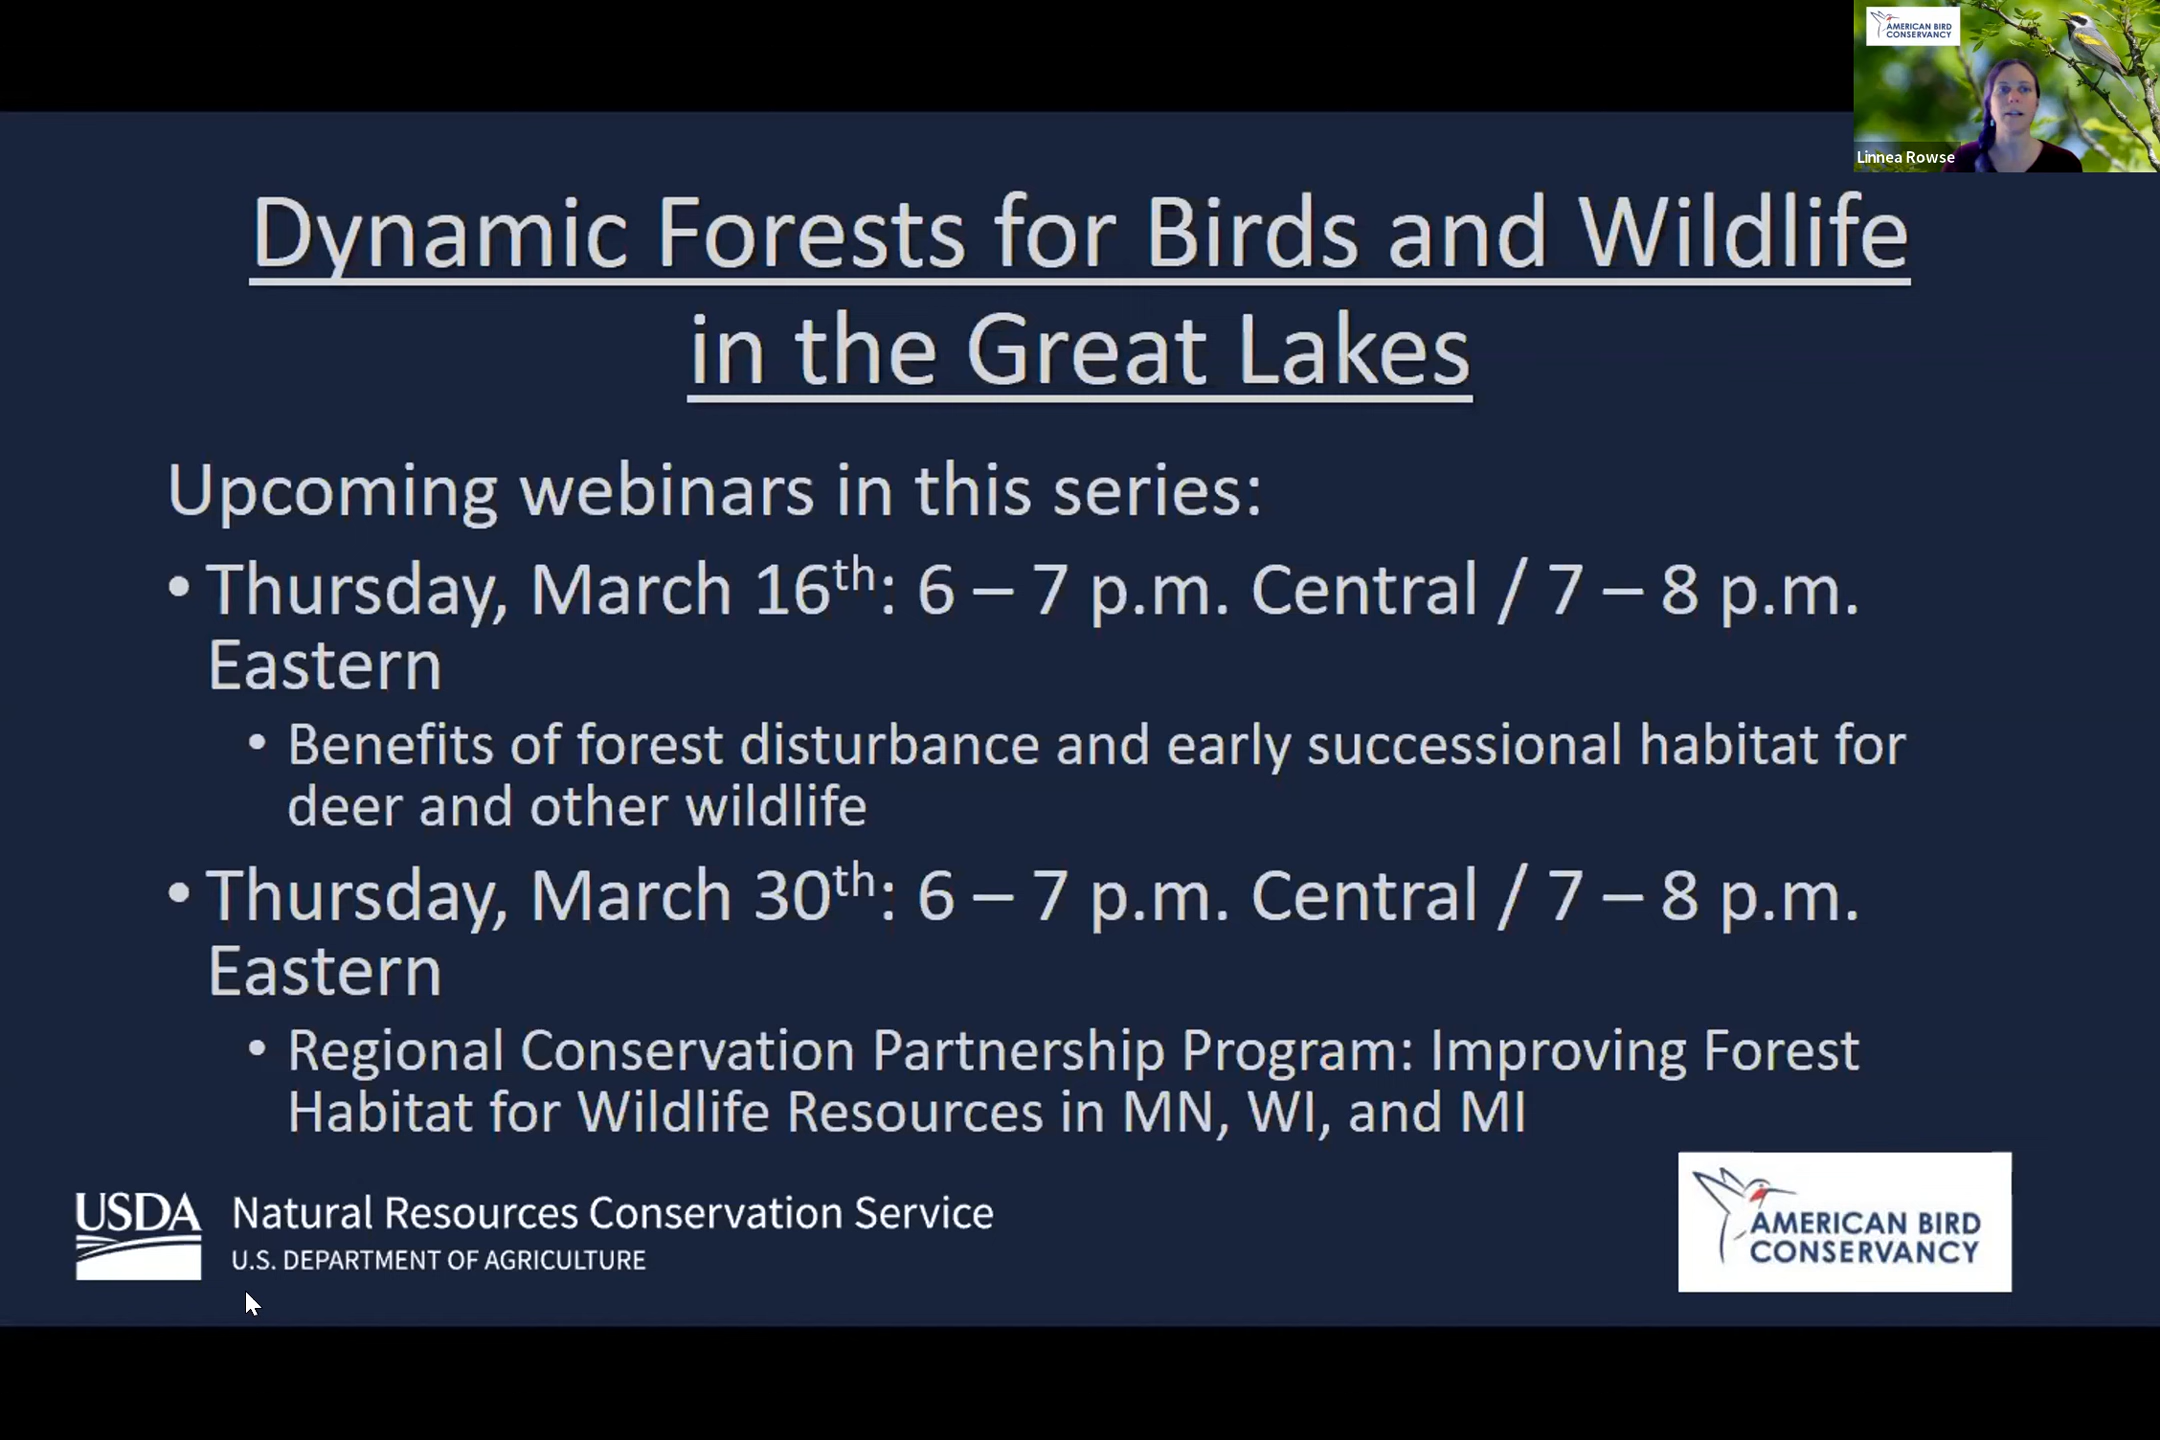 AMERICAN BIRD
CONSERVANCY
Linnea Rowse
Dynamic Forests for Birds and Wildlife
in the Great Lakes
Upcoming webinars in this series:
• Thursday, March 16th: 6 – 7 p.m. Central / 7 – 8 p.m.
Eastern
• Benefits of forest disturbance and early successional habitat for
deer and other wildlife
• Thursday, March 30th: 6 – 7 p.m. Central / 7 – 8 p.m.
Eastern
• Regional Conservation Partnership Program: Improving Forest
Habitat for Wildlife Resources in MN, WI, and MI
USDA
Natural Resources Conservation Service
U.S. DEPARTMENT OF AGRICULTURE
AMERICAN BIRD
CONSERVANCY